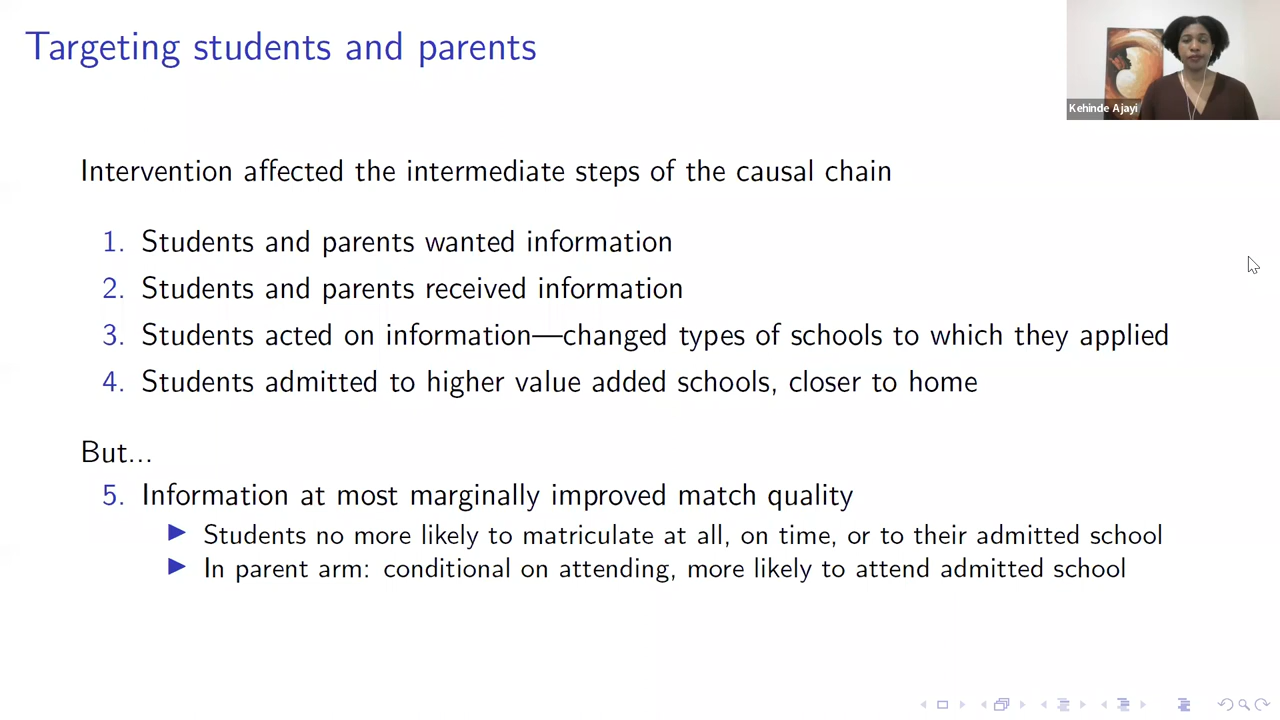 Targeting students and parents
Kehinde Ajayi
Intervention affected the intermediate steps of the causal chain
1. Students and parents wanted information
2. Students and parents received information
3. Students acted on information—changed types of schools to which they applied
4. Students admitted to higher value added schools, closer to home
But...
5. Information at most marginally improved match quality
Students no more likely to matriculate at all, on time, or to their admitted school
In parent arm: conditional on attending, more likely to attend admitted school